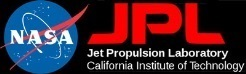 NASA
JPL
Jet Propulsion Laboratory
California Institute of Technology